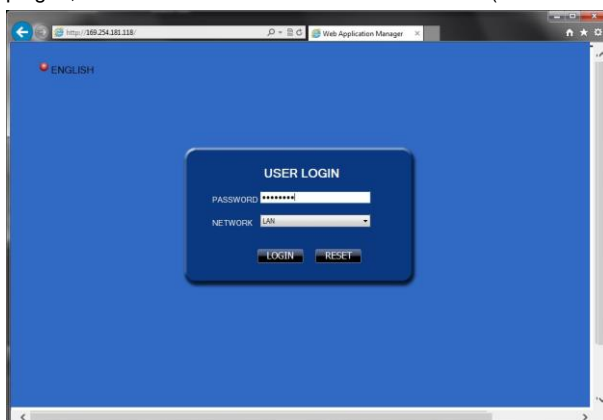 http://169.254.181.118/
Web Application Manager
ENGLISH
USER LOGIN
PASSWORD ••••••••
NETWORK LAN
LOGIN RESET